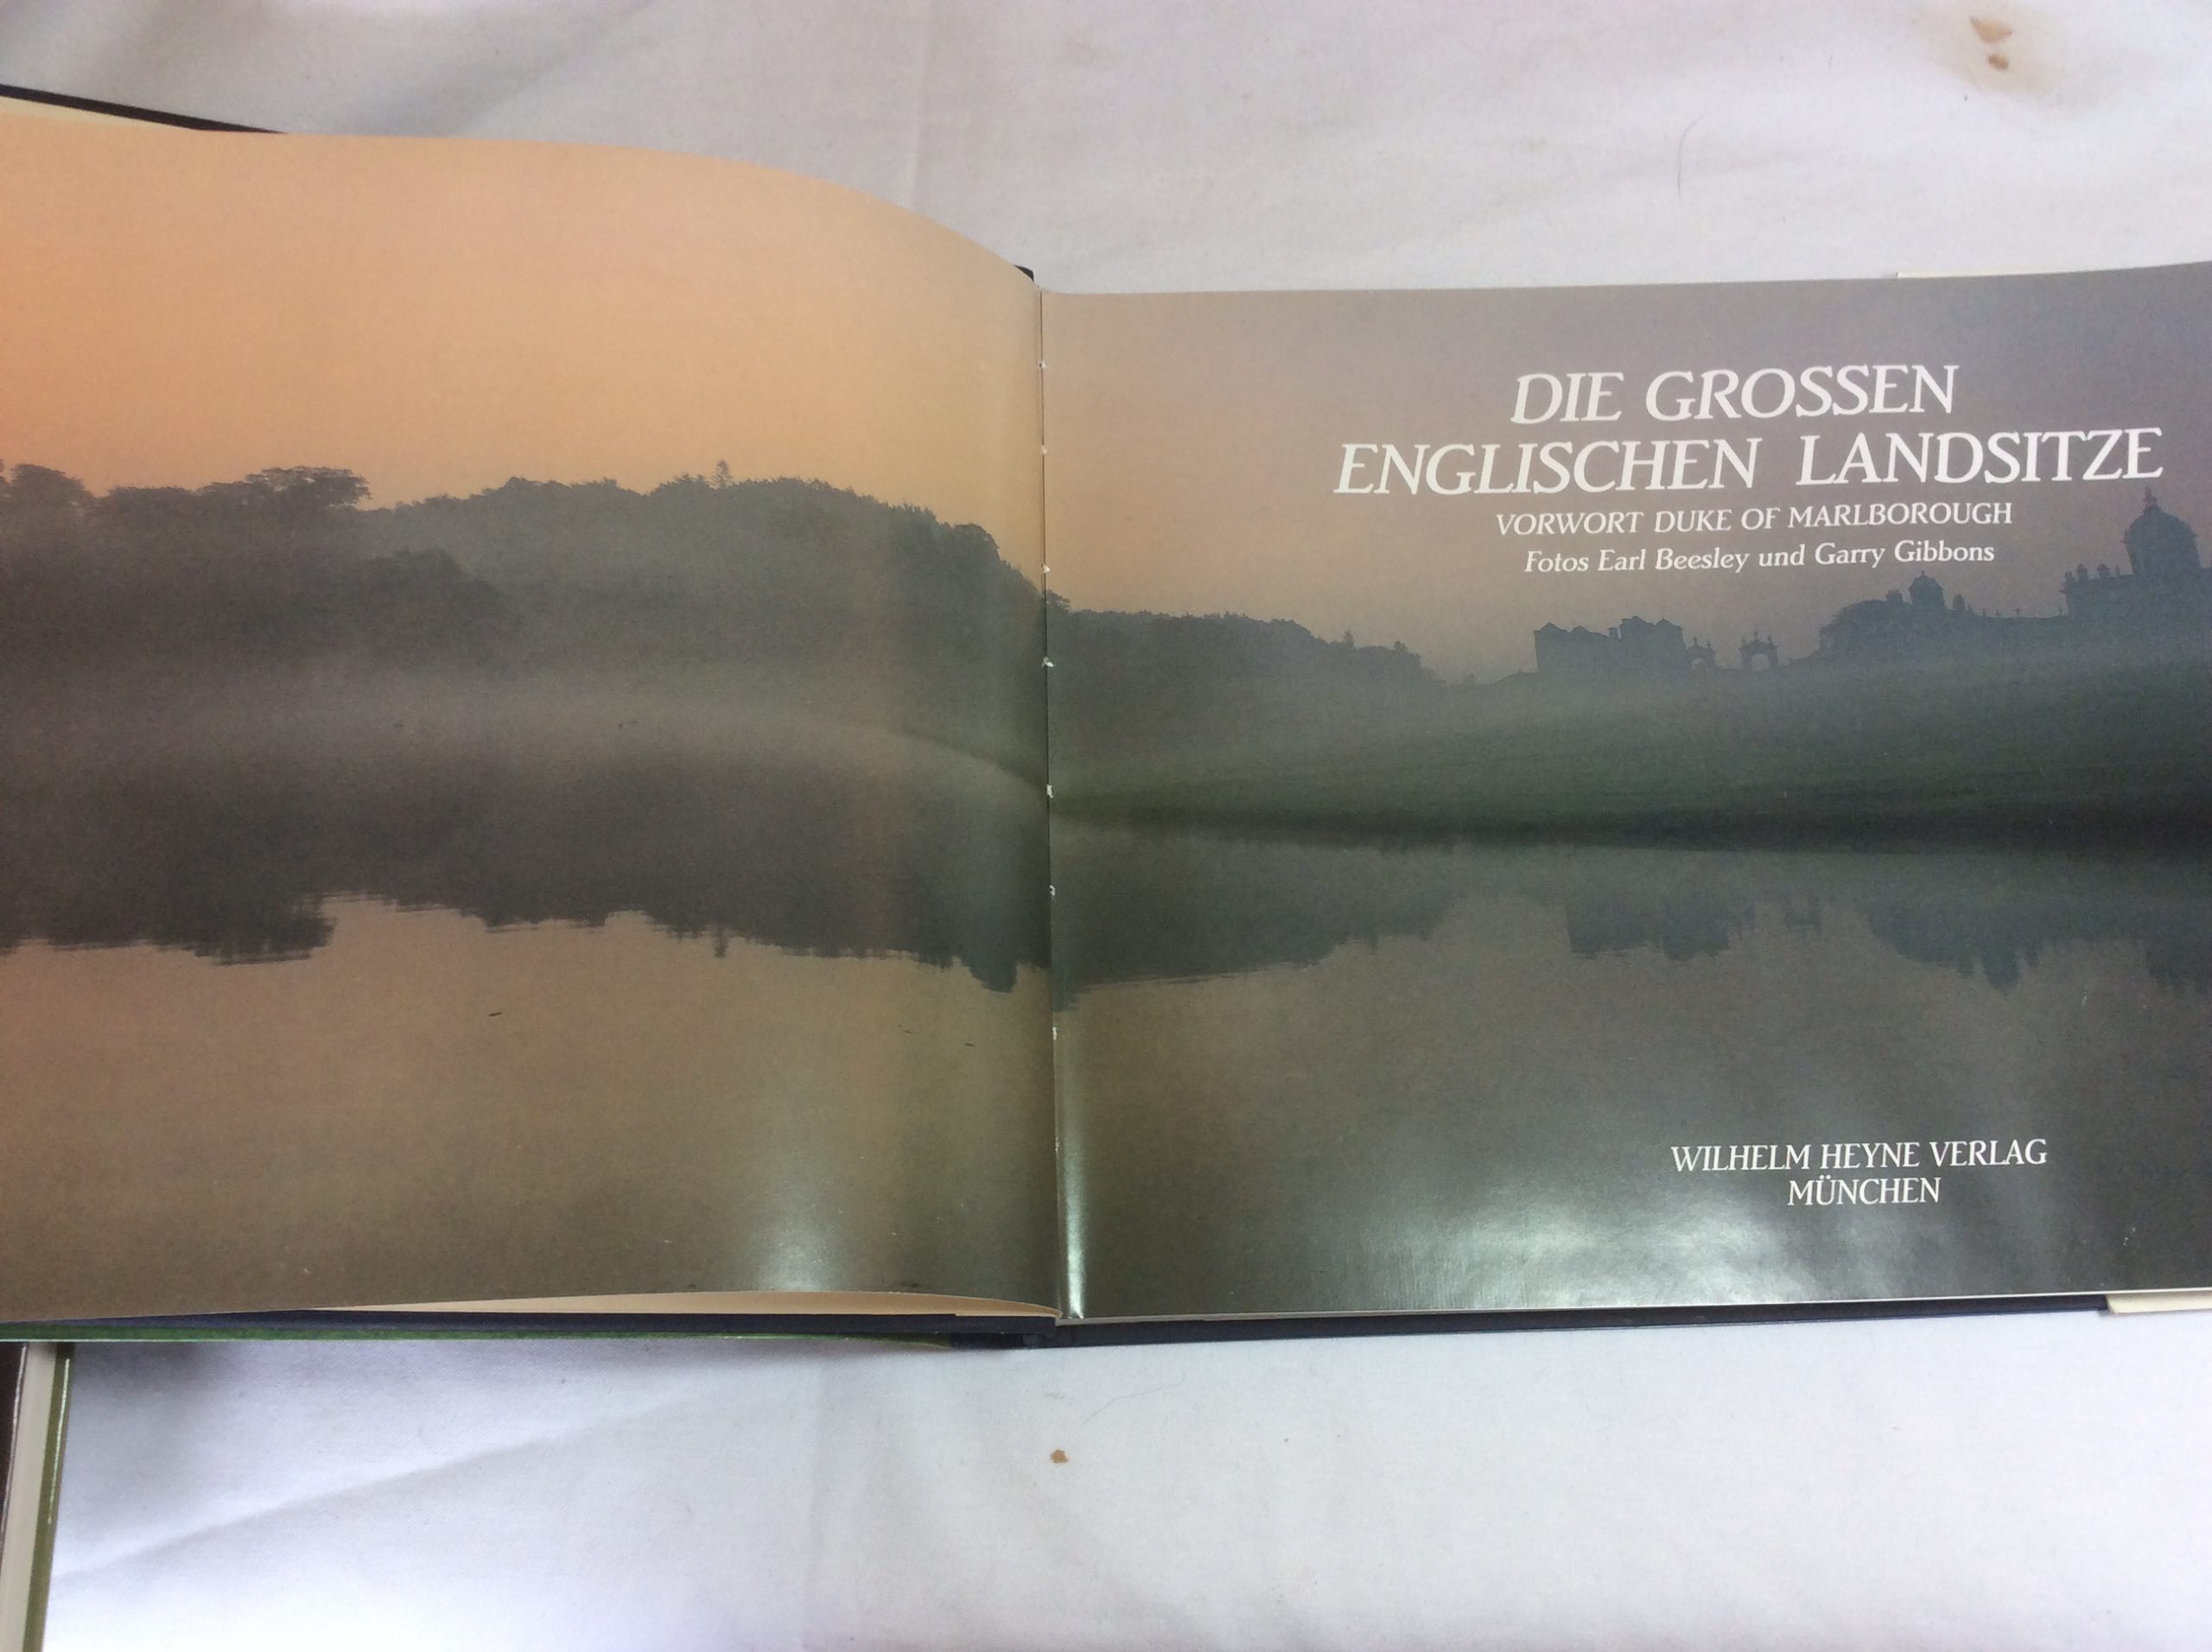 DIE GROSSEN
ENGLISCHEN LANDSITZE
VORWORT DUKE OF MARLBOROUGH
Fotos Earl Beesley und Garry Gibbons
WILHELM HEYNE VERLAG
MÜNCHEN